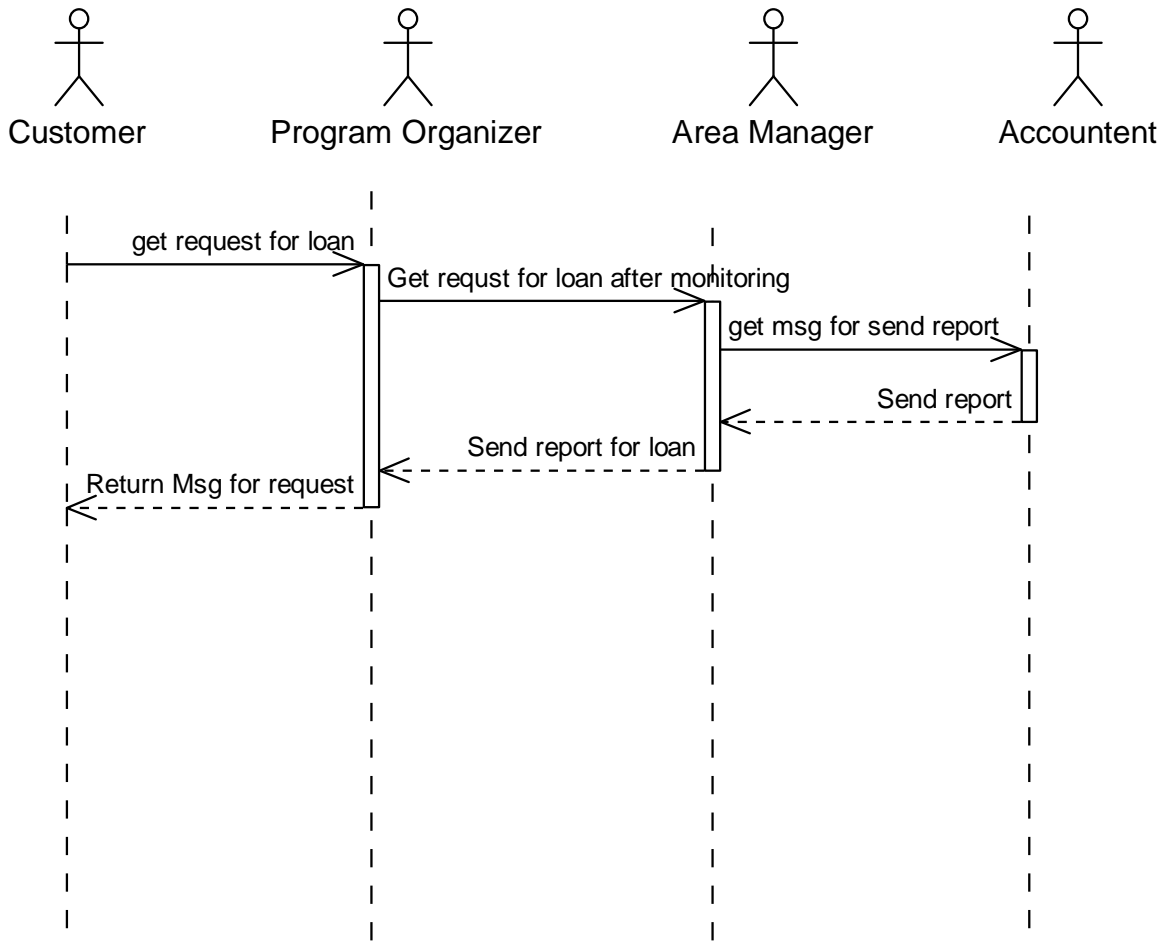 Customer
Program Organizer
Area Manager
Accountent
get request for loan
Get requst for loan after monitoring
get msg for send report
Send report
Send report for loan
Return Msg for request